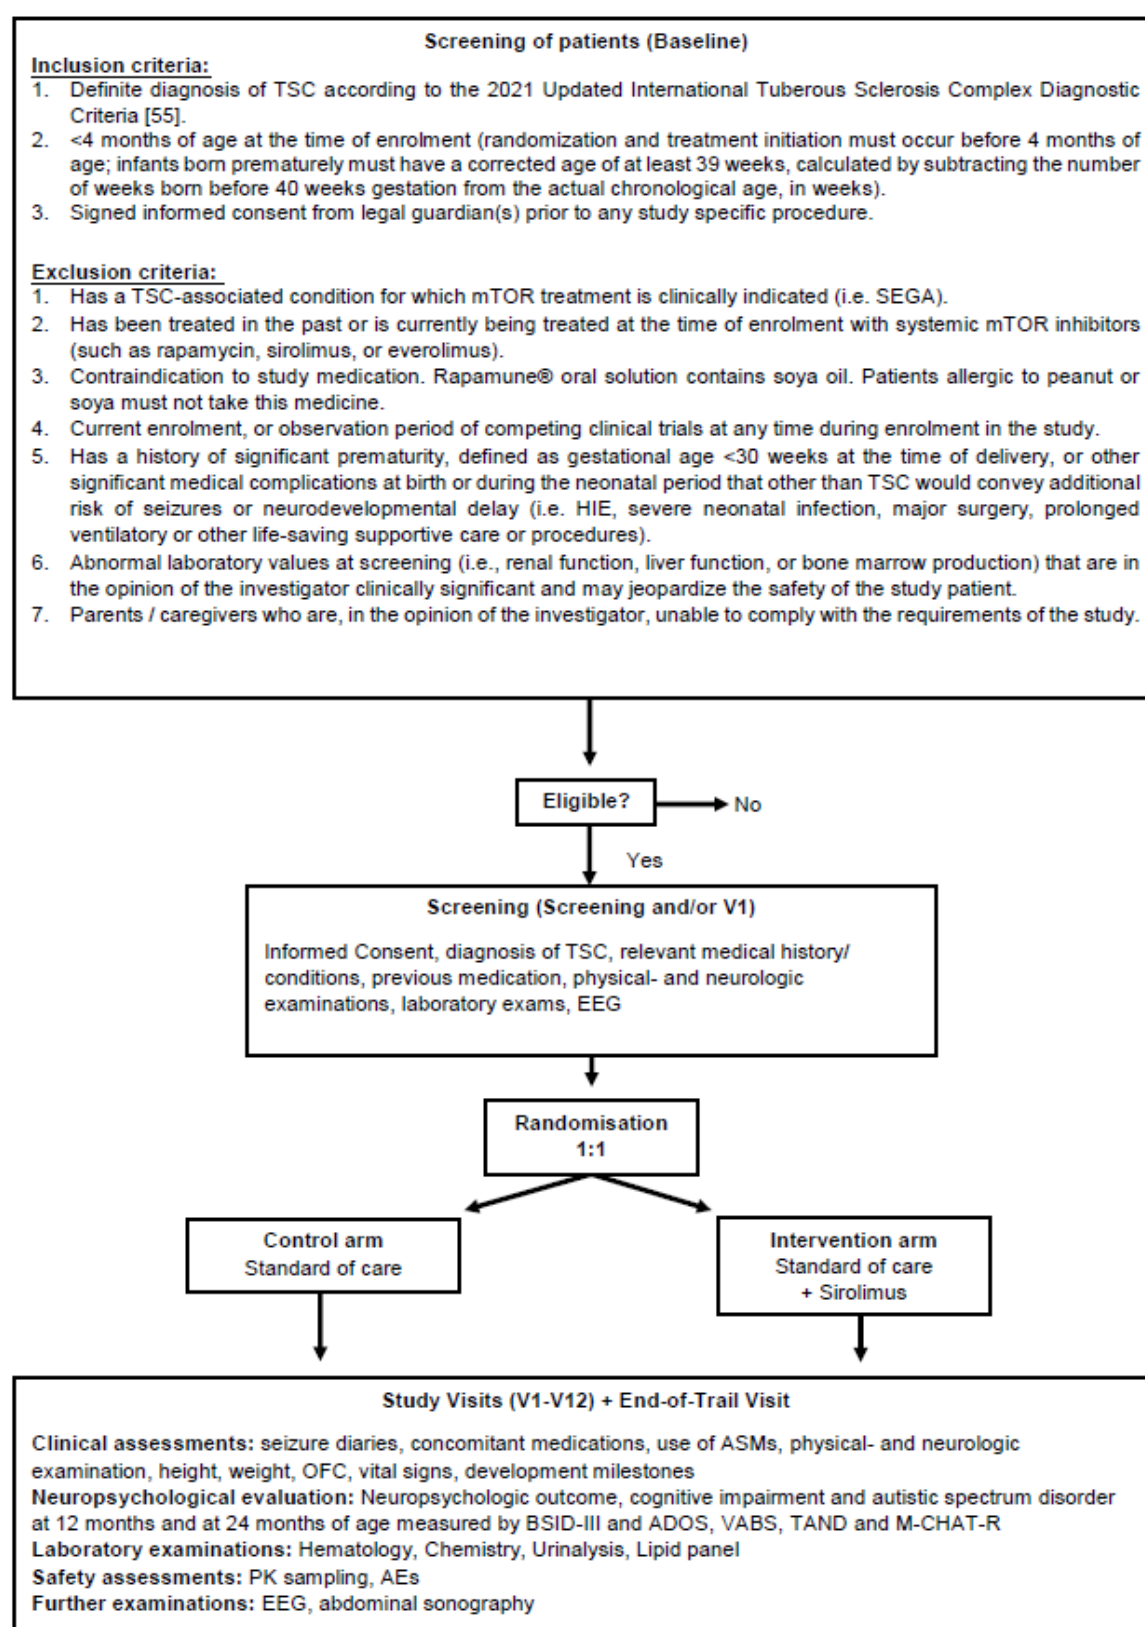 Screening of patients (Baseline)
Inclusion criteria:
1. Definite diagnosis of TSC according to the 2021 Updated International Tuberous Sclerosis Complex Diagnostic
Criteria [55].
2. <4 months of age at the time of enrolment (randomization and treatment initiation must occur before 4 months of
age; infants born prematurely must have a corrected age of at least 39 weeks, calculated by subtracting the number
of weeks born before 40 weeks gestation from the actual chronological age, in weeks).
3. Signed informed consent from legal guardian(s) prior to any study specific procedure.
Exclusion criteria:
1. Has a TSC-associated condition for which mTOR treatment is clinically indicated (i.e. SEGA).
2. Has been treated in the past or is currently being treated at the time of enrolment with systemic mTOR inhibitors
(such as rapamycin, sirolimus, or everolimus).
3. Contraindication to study medication. Rapamune® oral solution contains soya oil. Patients allergic to peanut or
soya must not take this medicine.
4. Current enrolment, or observation period of competing clinical trials at any time during enrolment in the study.
5. Has a history of significant prematurity, defined as gestational age <30 weeks at the time of delivery, or other
significant medical complications at birth or during the neonatal period that other than TSC would convey additional
risk of seizures or neurodevelopmental delay (i.e. HIE, severe neonatal infection, major surgery, prolonged
ventilatory or other life-saving supportive care or procedures).
6. Abnormal laboratory values at screening (i.e., renal function, liver function, or bone marrow production) that are in
the opinion of the investigator clinically significant and may jeopardize the safety of the study patient.
7. Parents / caregivers who are, in the opinion of the investigator, unable to comply with the requirements of the study.
Eligible?
No
Yes
Screening (Screening and/or V1)
Informed Consent, diagnosis of TSC, relevant medical history/
conditions, previous medication, physical- and neurologic
examinations, laboratory exams, EEG
Randomisation
1:1
Control arm
Standard of care
Intervention arm
Standard of care
+ Sirolimus
Study Visits (V1-V12) + End-of-Trail Visit
Clinical assessments: seizure diaries, concomitant medications, use of ASMs, physical- and neurologic
examination, height, weight, OFC, vital signs, development milestones
Neuropsychological evaluation: Neuropsychologic outcome, cognitive impairment and autistic spectrum disorder
at 12 months and at 24 months of age measured by BSID-III and ADOS, VABS, TAND and M-CHAT-R
Laboratory examinations: Hematology, Chemistry, Urinalysis, Lipid panel
Safety assessments: PK sampling, AEs
Further examinations: EEG, abdominal sonography